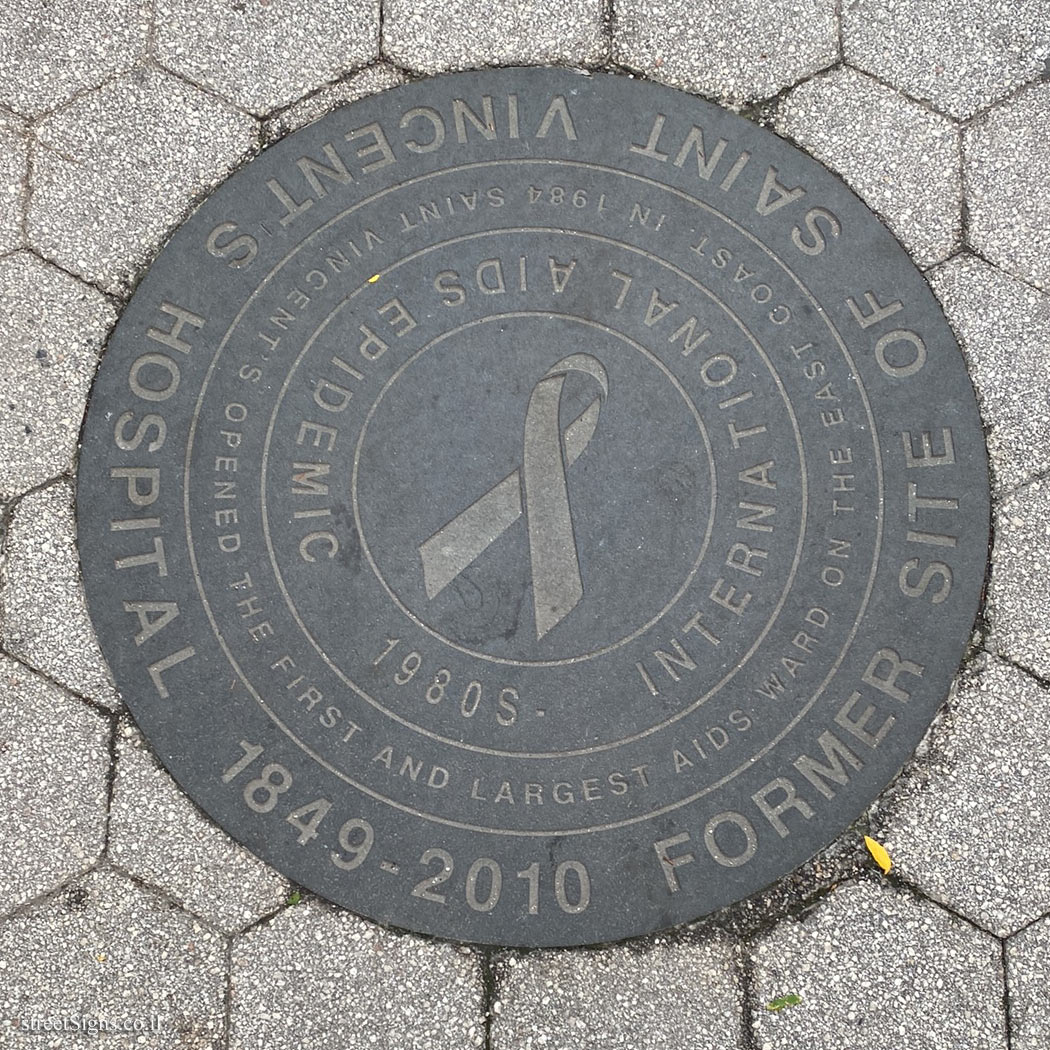 FORMER SITE OF SAINT VINCENT'S HOSPITAL 1849-2010
IN 1984 SAINT VINCENT'S OPENED THE FIRST AND LARGEST AIDS WARD ON THE EAST COAST.
INTERNATIONAL AIDS EPIDEMIC 1980S-
streetSigns.co.il